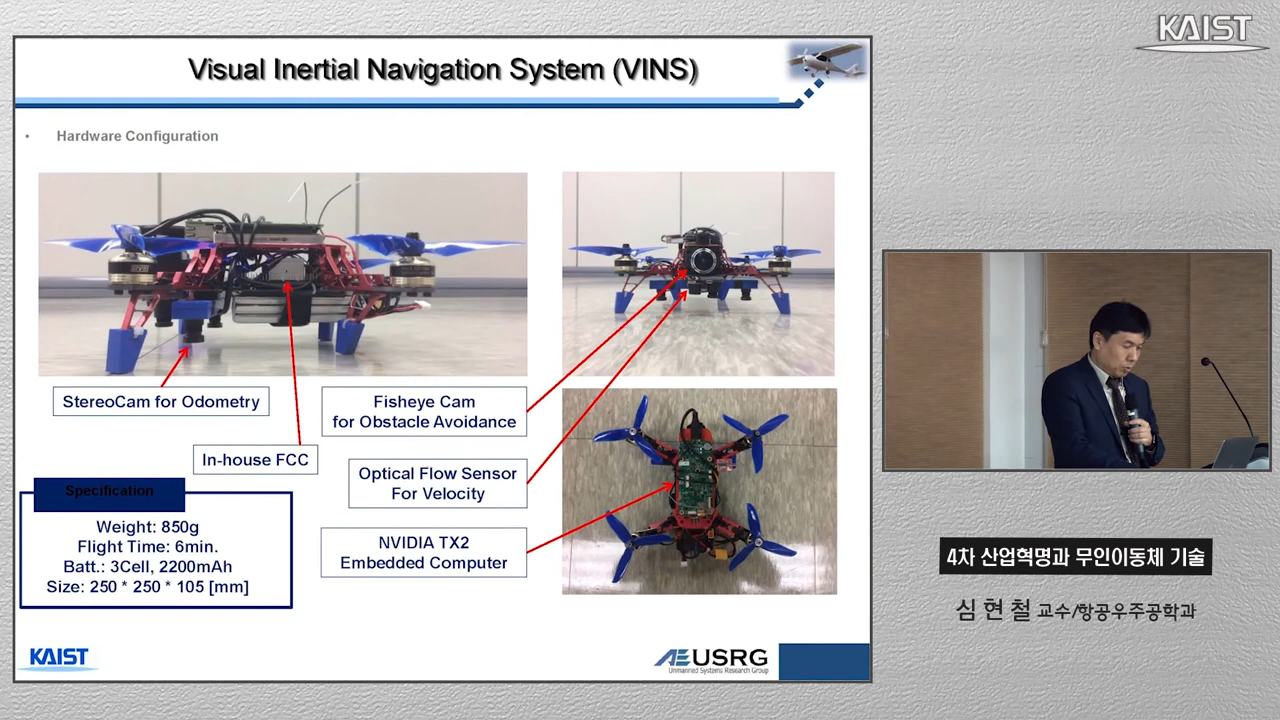 KAIST
Visual Inertial Navigation System (VINS)
• Hardware Configuration
StereoCam for Odometry
In-house FCC
Fisheye Cam
for Obstacle Avoidance
Optical Flow Sensor
For Velocity
NVIDIA TX2
Embedded Computer
Specification
Weight: 850g
Flight Time: 6min.
Batt.: 3Cell, 2200mAh
Size: 250 * 250 * 105 [mm]
KAIST
AE USRG
Unmanned Systems Research Group
4차 산업혁명과 무인이동체 기술
심현철 교수/항공우주공학과